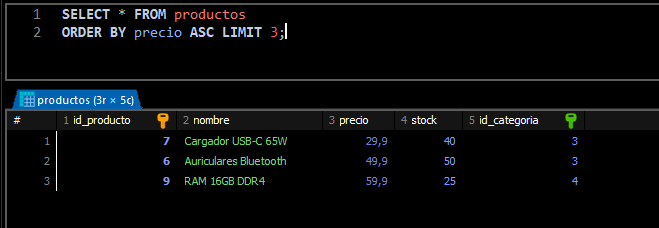 1 SELECT * FROM productos
2 ORDER BY precio ASC LIMIT 3;
productos (3r × 5c)
# 1 id_producto 2 nombre 3 precio 4 stock 5 id_categoria
1 7 Cargador USB-C 65W 29,9 40 3
2 6 Auriculares Bluetooth 49,9 50 3
3 9 RAM 16GB DDR4 59,9 25 4